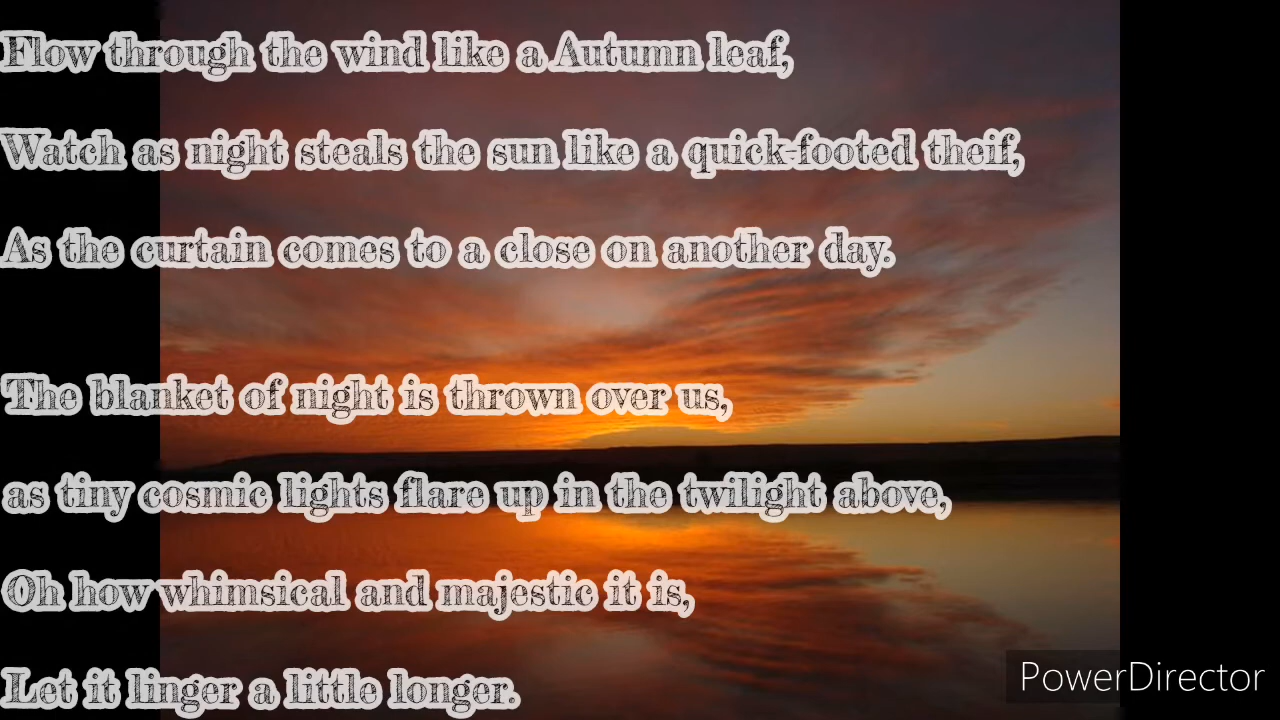 Flow through the wind like a Autumn leaf,
Watch as night steals the sun like a quick-footed theif,
As the curtain comes to a close on another day.
The blanket of night is thrown over us,
as tiny cosmic lights flare up in the twilight above,
Oh how whimsical and majestic it is,
Let it linger a little longer.
PowerDirector